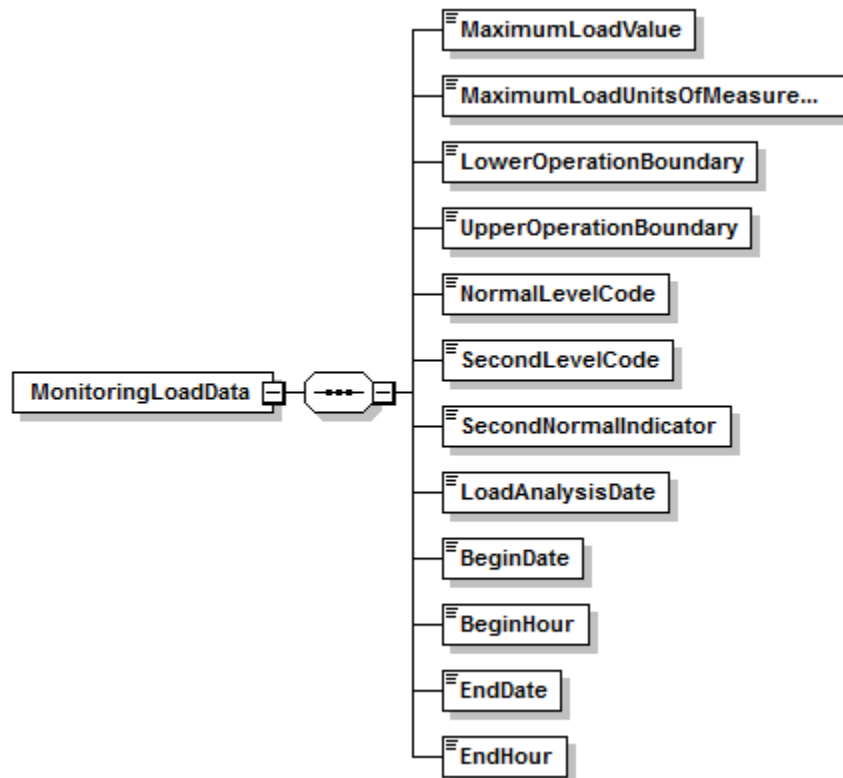 MaximumLoadValue
MaximumLoadUnitsOfMeasure...
LowerOperationBoundary
UpperOperationBoundary
NormalLevelCode
SecondLevelCode
MonitoringLoadData
SecondNormalIndicator
LoadAnalysisDate
BeginDate
BeginHour
EndDate
EndHour